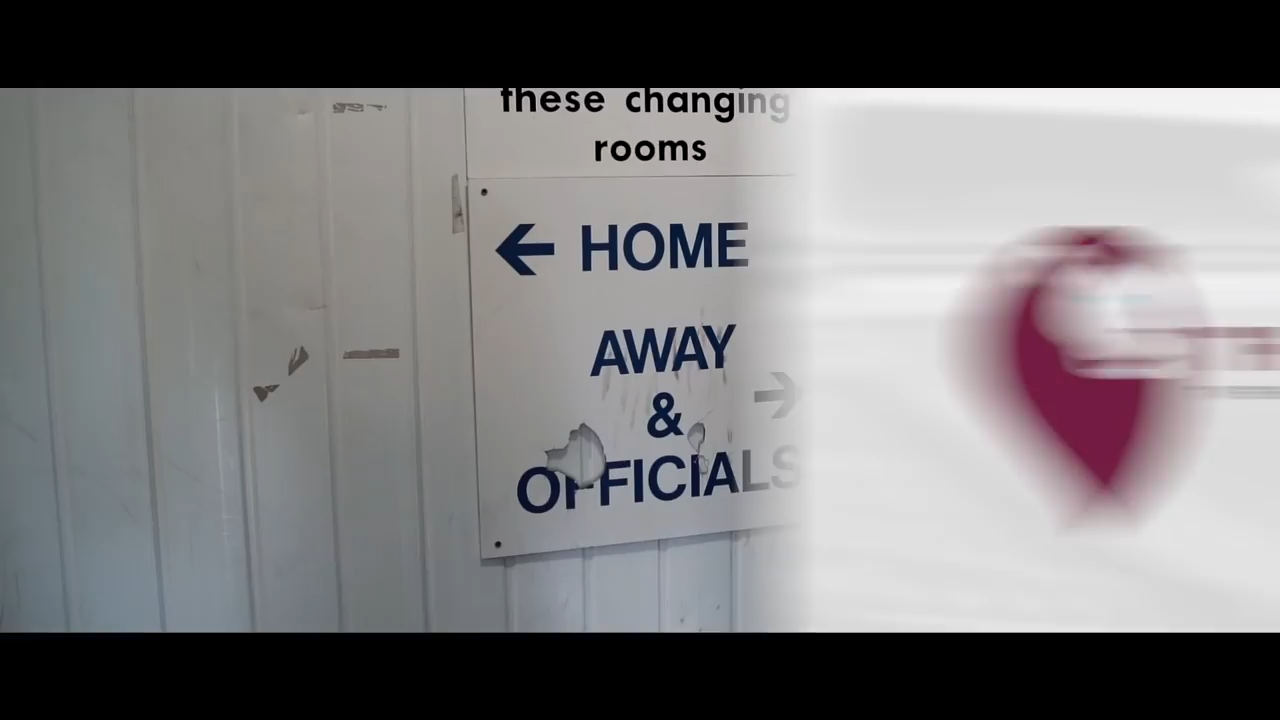 these changing
rooms
← HOME
AWAY
&
→
OFFICIALS